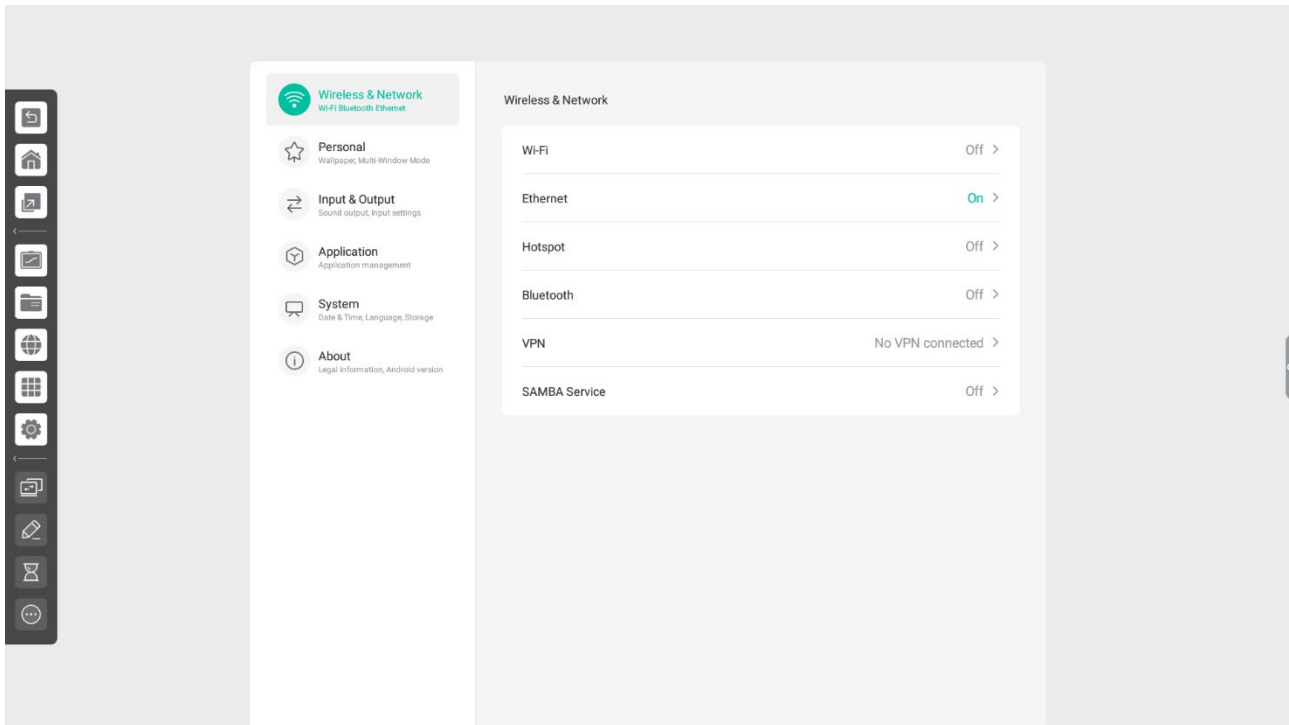 Wireless & Network
Wi-Fi Bluetooth Ethernet
Personal
Wallpaper, Multi-Window Mode
Input & Output
Sound output, Input settings
Application
Application management
System
Date & Time, Language, Storage
About
Legal information, Android version
Wireless & Network
Wi-Fi Off
Ethernet On
Hotspot Off
Bluetooth Off
VPN No VPN connected
SAMBA Service Off